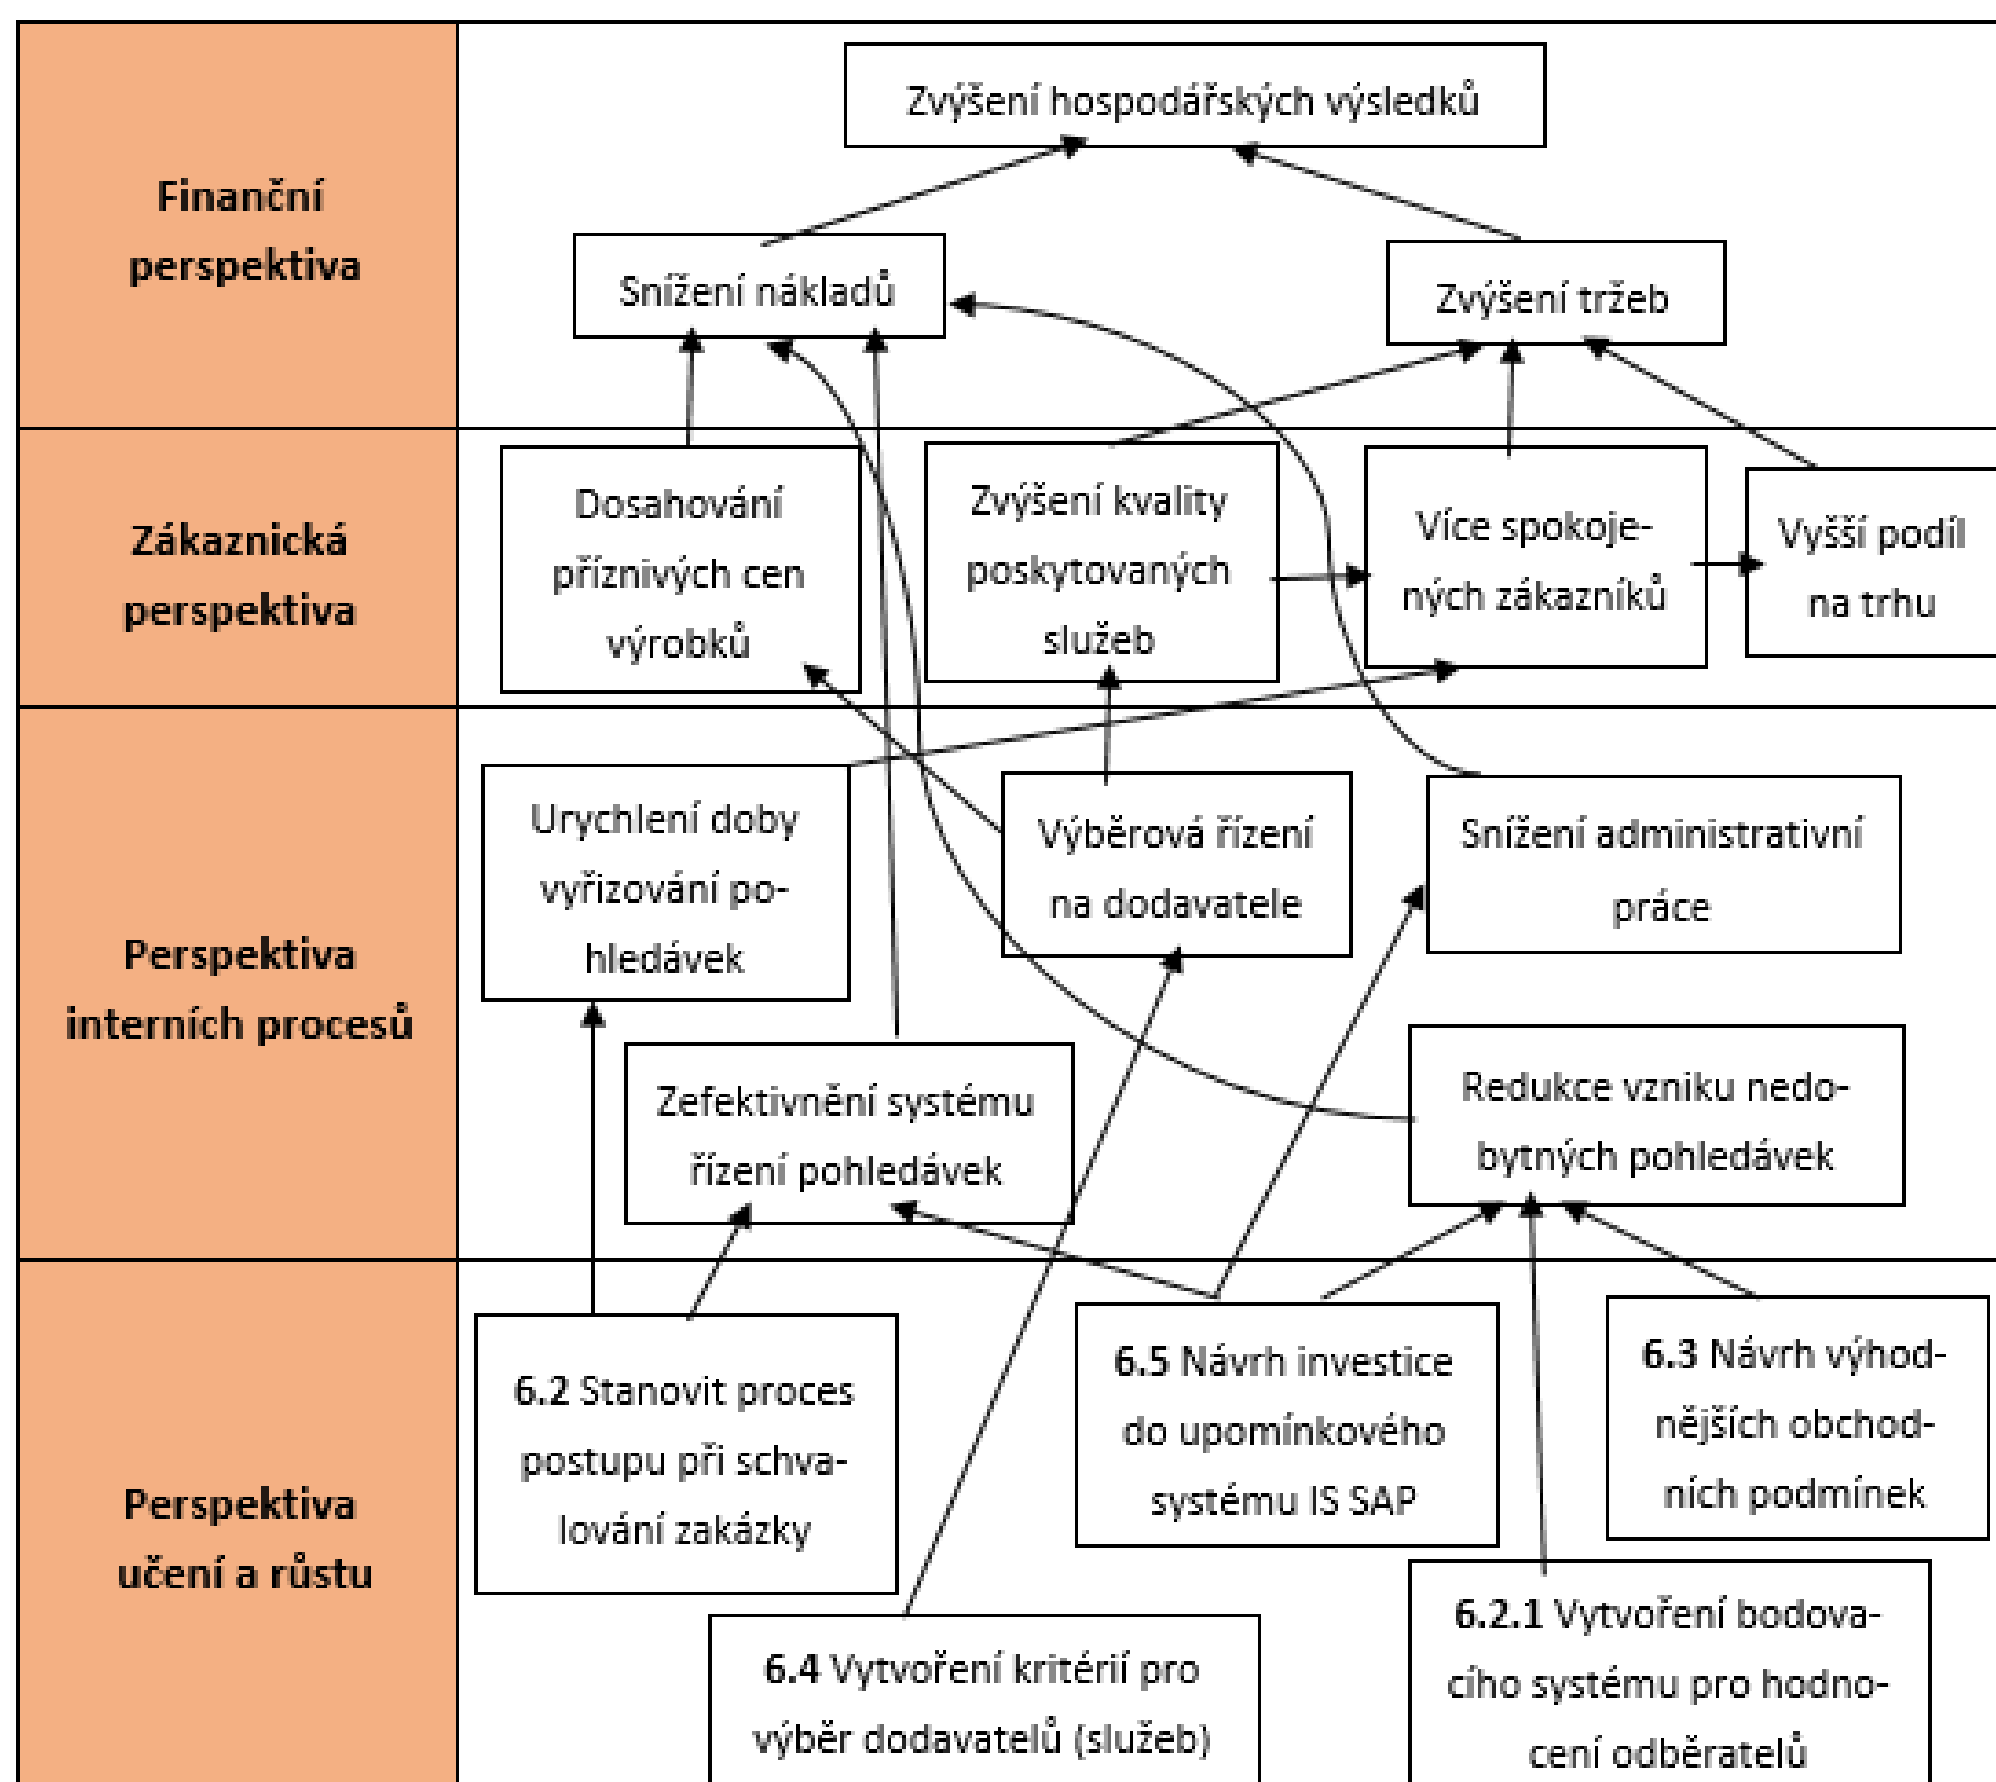 Finanční
perspektiva
Zvýšení hospodářských výsledků
Snížení nákladů
Zvýšení tržeb
Zákaznická
perspektiva
Dosahování
příznivých cen
výrobků
Zvýšení kvality
poskytovaných
služeb
Více spokoje-
ných zákazníků
Vyšší podíl
na trhu
Perspektiva
interních procesů
Urychlení doby
vyřizování po-
hledávek
Výběrová řízení
na dodavatele
Snížení administrativní
práce
Zefektivnění systému
řízení pohledávek
Redukce vzniku nedo-
bytných pohledávek
Perspektiva
učení a růstu
6.2 Stanovit proces
postupu při schva-
lování zakázky
6.5 Návrh investice
do upomínkového
systému IS SAP
6.3 Návrh výhod-
nějších obchod-
ních podmínek
6.4 Vytvoření kritérií pro
výběr dodavatelů (služeb)
6.2.1 Vytvoření bodova-
cího systému pro hodno-
cení odběratelů